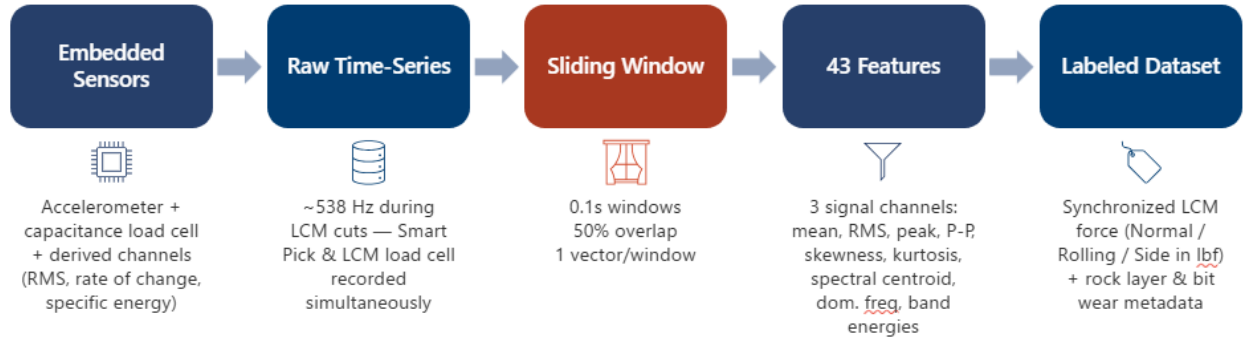 Embedded
Sensors
Raw Time-Series
Sliding Window
43 Features
Labeled Dataset
Accelerometer +
capacitance load cell
+ derived channels
(RMS, rate of change,
specific energy)
~538 Hz during
LCM cuts — Smart
Pick & LCM load cell
recorded
simultaneously
0.1s windows
50% overlap
1 vector/window
3 signal channels:
mean, RMS, peak, P-P,
skewness, kurtosis,
spectral centroid,
dom. freq, band
energies
Synchronized LCM
force (Normal /
Rolling / Side in lbf)
+ rock layer & bit
wear metadata